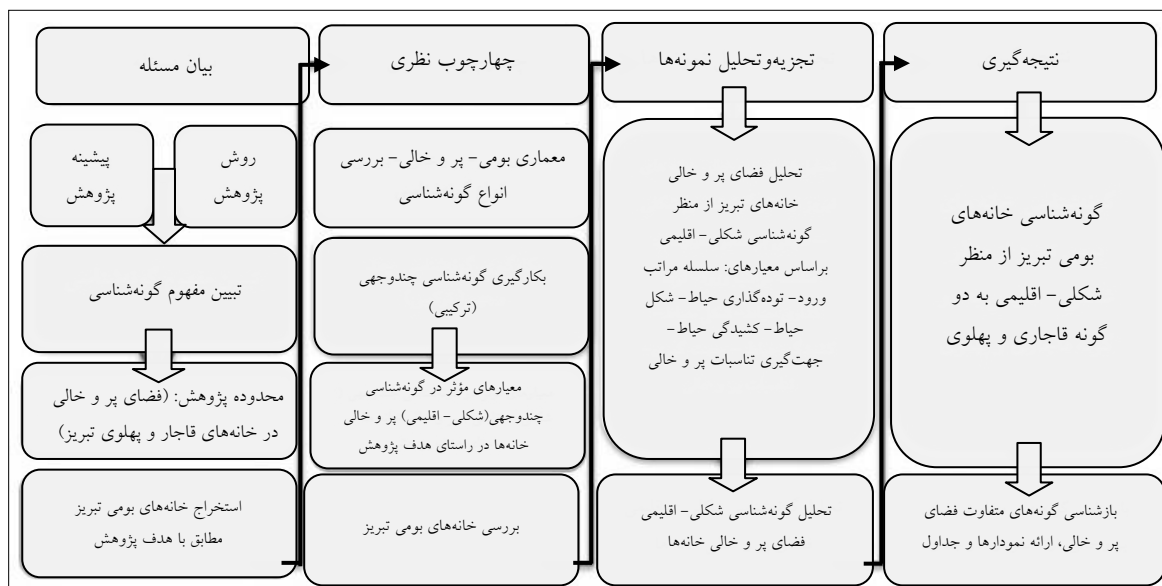 بیان مسئله
روش
پژوهش
پیشینه
پژوهش
تبیین مفهوم گونه‌شناسی
محدوده پژوهش: (فضای پر و خالی
در خانه‌های قاجار و پهلوی تبریز)
استخراج خانه‌های بومی تبریز
مطابق با هدف پژوهش
چهارچوب نظری
معماری بومی- پر و خالی- بررسی
انواع گونه‌شناسی
بکارگیری گونه‌شناسی چندوجهی
(ترکیبی)
معیارهای مؤثر در گونه‌شناسی
چندوجهی(شکلی- اقلیمی) پر و خالی
خانه‌ها در راستای هدف پژوهش
بررسی خانه‌های بومی تبریز
تجزیه‌وتحلیل نمونه‌ها
تحلیل فضای پر و خالی
خانه‌های تبریز از منظر
گونه‌شناسی شکلی- اقلیمی
براساس معیارهای: سلسله مراتب
ورود- توده‌گذاری حیاط- شکل
حیاط- کشیدگی حیاط-
جهت‌گیری تناسبات پر و خالی
تحلیل گونه‌شناسی شکلی- اقلیمی
فضای پر و خالی خانه‌ها
نتیجه‌گیری
گونه‌شناسی خانه‌های
بومی تبریز از منظر
شکلی- اقلیمی به دو
گونه قاجاری و پهلوی
بازشناسی گونه‌های متفاوت فضای
پر و خالی، ارائه نمودارها و جداول